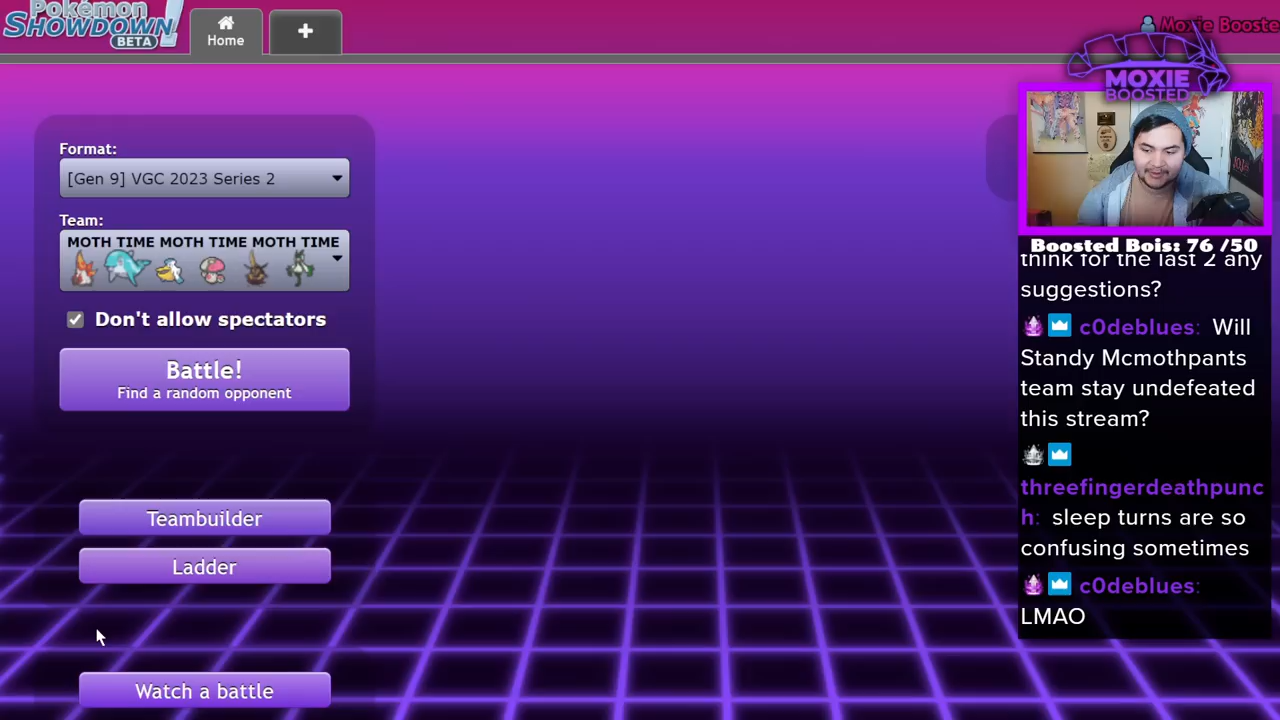 Pokémon
SHOWDOWN!
BETA
Home
Moxie Booste
MOXIE
BOOSTED
Format:
[Gen 9] VGC 2023 Series 2
Team:
MOTH TIME MOTH TIME MOTH TIME
Don't allow spectators
Battle!
Find a random opponent
Teambuilder
Ladder
Watch a battle
Boosted Bois: 76 /50
think for the last 2 any
suggestions?
c0deblues: Will
Standy Mcmothpants
team stay undefeated
this stream?
threefingerdeathpunc
h: sleep turns are so
confusing sometimes
c0deblues:
LMAO